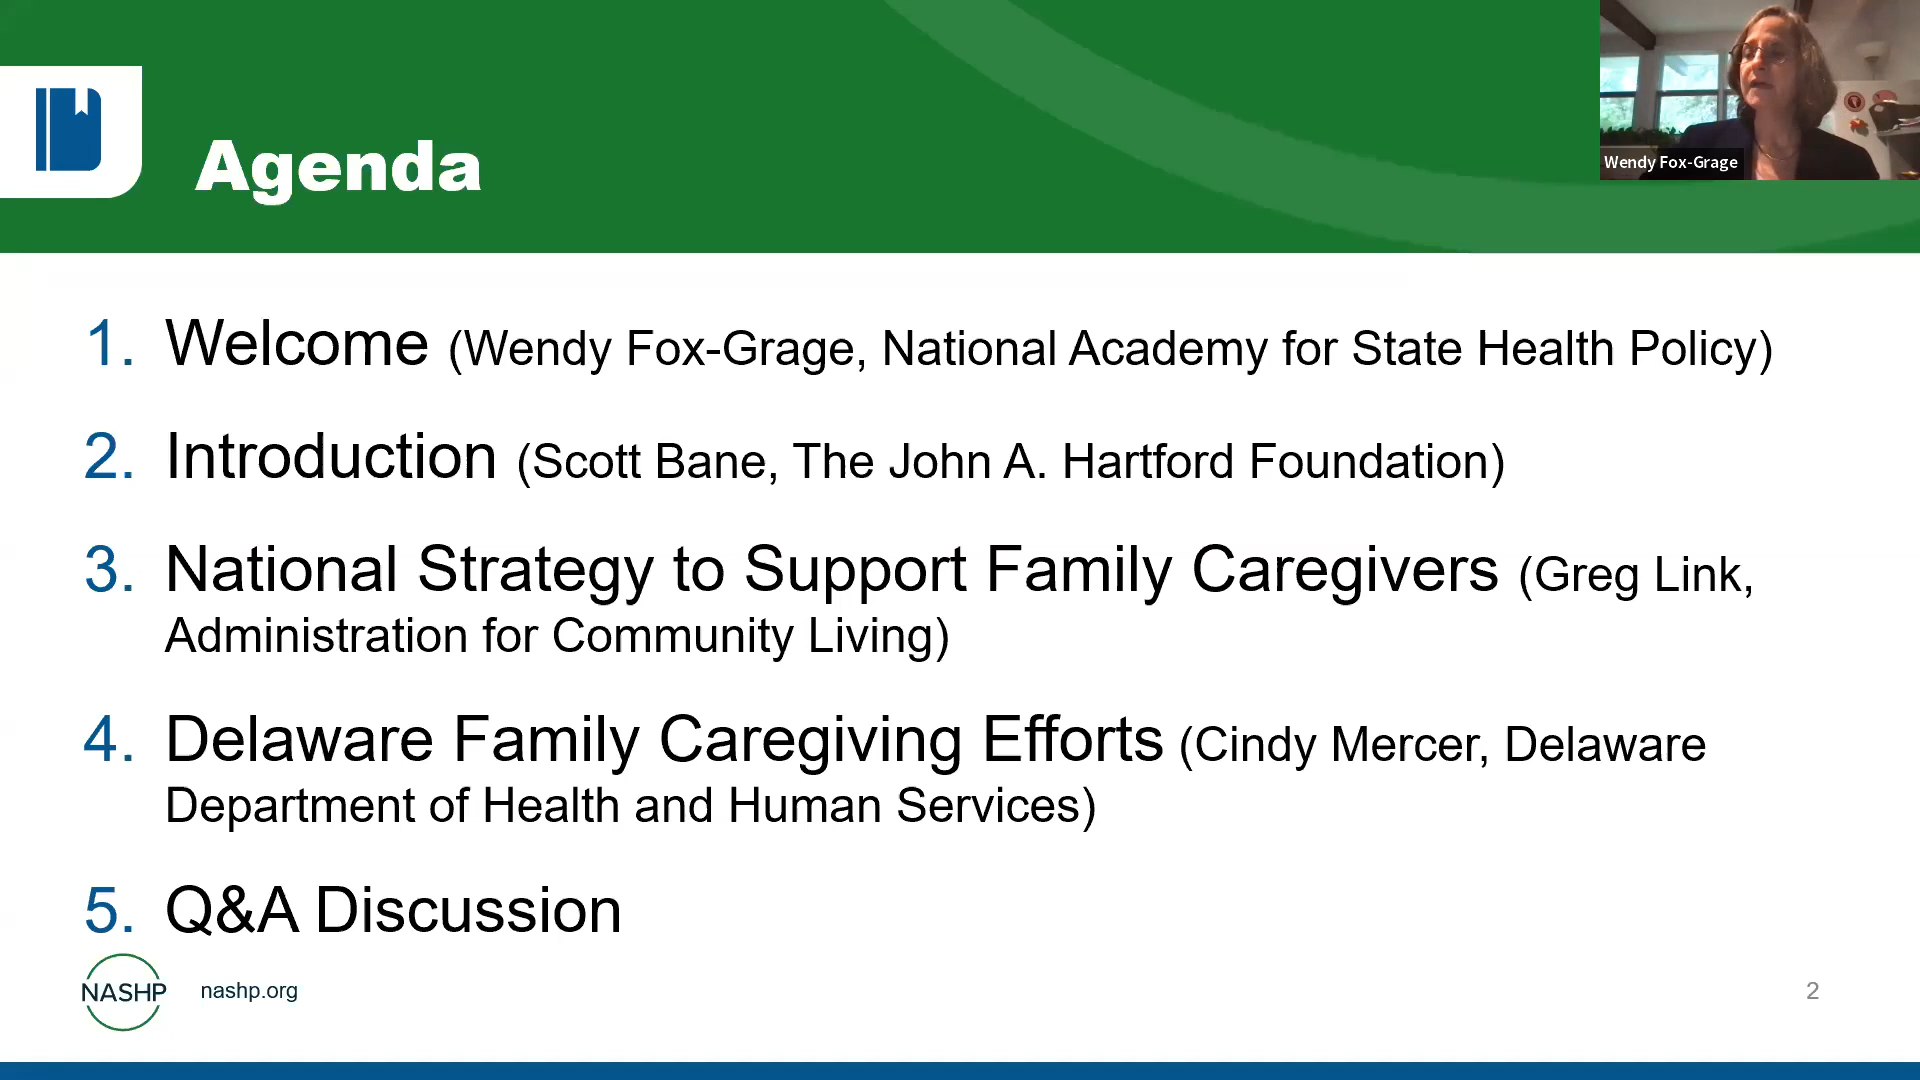 Agenda
Wendy Fox-Grage
1. Welcome (Wendy Fox-Grage, National Academy for State Health Policy)
2. Introduction (Scott Bane, The John A. Hartford Foundation)
3. National Strategy to Support Family Caregivers (Greg Link,
Administration for Community Living)
4. Delaware Family Caregiving Efforts (Cindy Mercer, Delaware
Department of Health and Human Services)
5. Q&A Discussion
NASHP
nashp.org
2